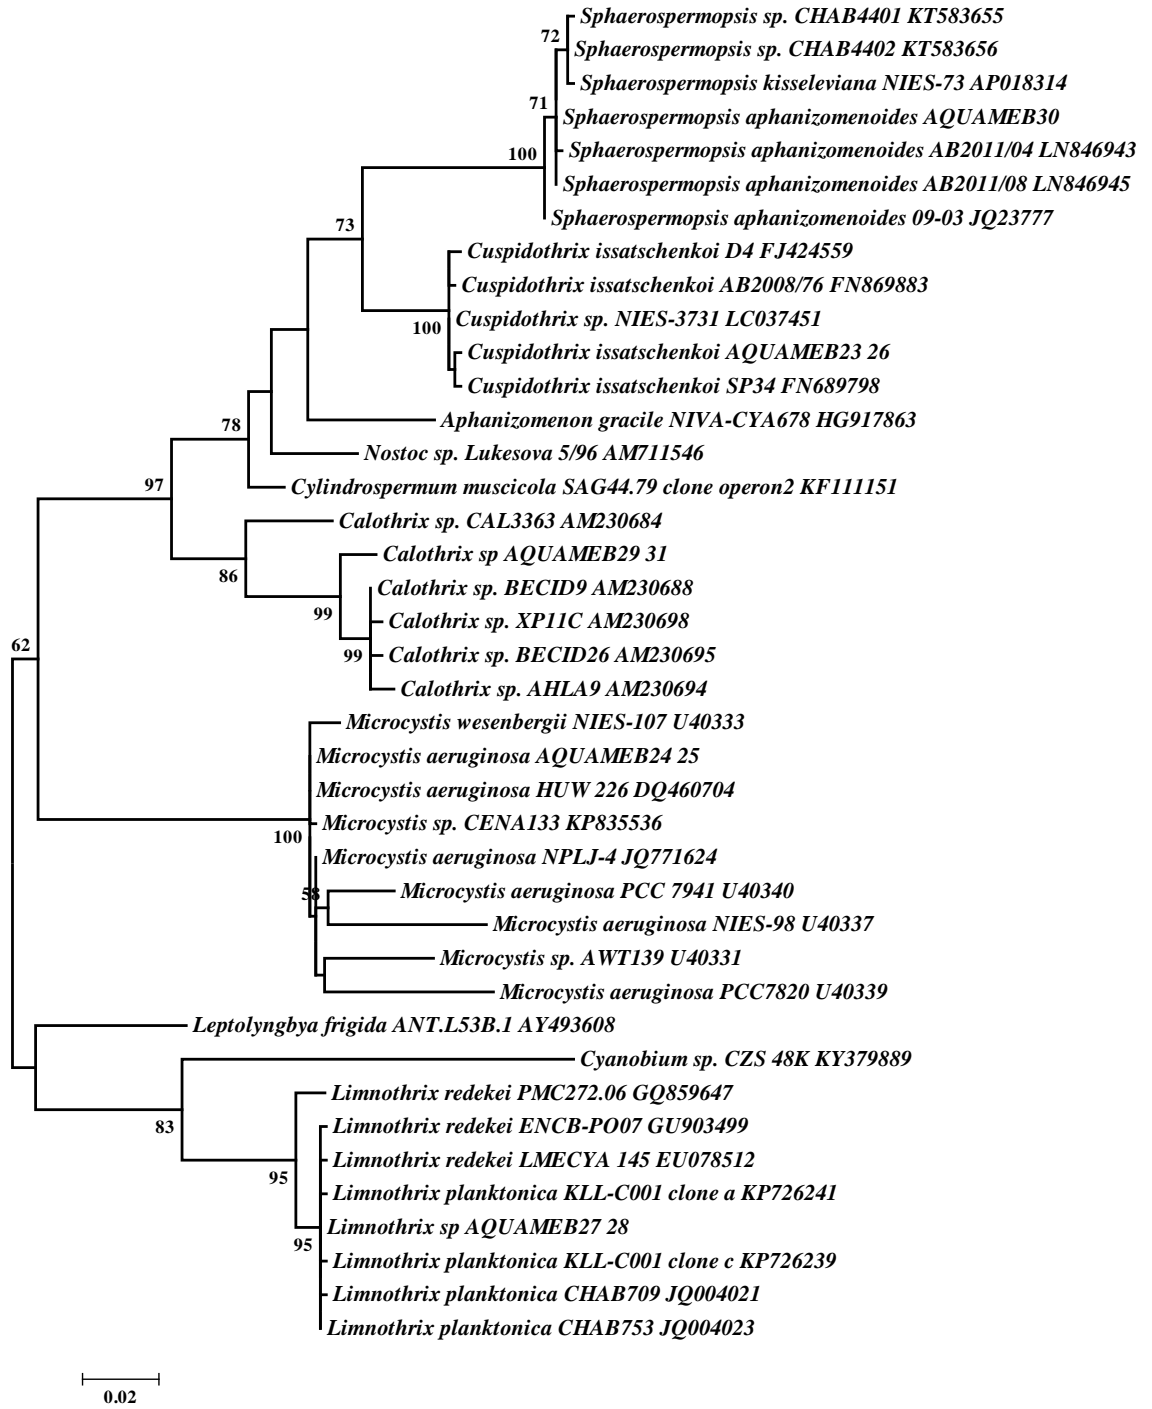 Sphaerospermopsis sp. CHAB4401 KT583655
72
Sphaerospermopsis sp. CHAB4402 KT583656
Sphaerospermopsis kisseleviana NIES-73 AP018314
71
Sphaerospermopsis aphanizomenoides AQUAMEB30
100
Sphaerospermopsis aphanizomenoides AB2011/04 LN846943
Sphaerospermopsis aphanizomenoides AB2011/08 LN846945
Sphaerospermopsis aphanizomenoides 09-03 JQ23777
73
Cuspidothrix issatschenkoi D4 FJ424559
Cuspidothrix issatschenkoi AB2008/76 FN869883
Cuspidothrix sp. NIES-3731 LC037451
100
Cuspidothrix issatschenkoi AQUAMEB23 26
Cuspidothrix issatschenkoi SP34 FN689798
Aphanizomenon gracile NIVA-CYA678 HG917863
78
Nostoc sp. Lukesova 5/96 AM711546
97
Cylindrospermum muscicola SAG44.79 clone operon2 KF111151
Calothrix sp. CAL3363 AM230684
Calothrix sp AQUAMEB29 31
86
Calothrix sp. BECID9 AM230688
99
Calothrix sp. XP11C AM230698
62
99
Calothrix sp. BECID26 AM230695
Calothrix sp. AHLA9 AM230694
Microcystis wesenbergii NIES-107 U40333
Microcystis aeruginosa AQUAMEB24 25
Microcystis aeruginosa HUW 226 DQ460704
Microcystis sp. CENA133 KP835536
100
Microcystis aeruginosa NPLJ-4 JQ771624
58
Microcystis aeruginosa PCC 7941 U40340
Microcystis aeruginosa NIES-98 U40337
Microcystis sp. AWT139 U40331
Microcystis aeruginosa PCC7820 U40339
Leptolyngbya frigida ANT.L53B.1 AY493608
Cyanobium sp. CZS 48K KY379889
Limnothrix redekei PMC272.06 GQ859647
83
Limnothrix redekei ENCB-PO07 GU903499
Limnothrix redekei LMECYA 145 EU078512
95
Limnothrix planktonica KLL-C001 clone a KP726241
Limnothrix sp AQUAMEB27 28
95
Limnothrix planktonica KLL-C001 clone c KP726239
Limnothrix planktonica CHAB709 JQ004021
Limnothrix planktonica CHAB753 JQ004023
0.02